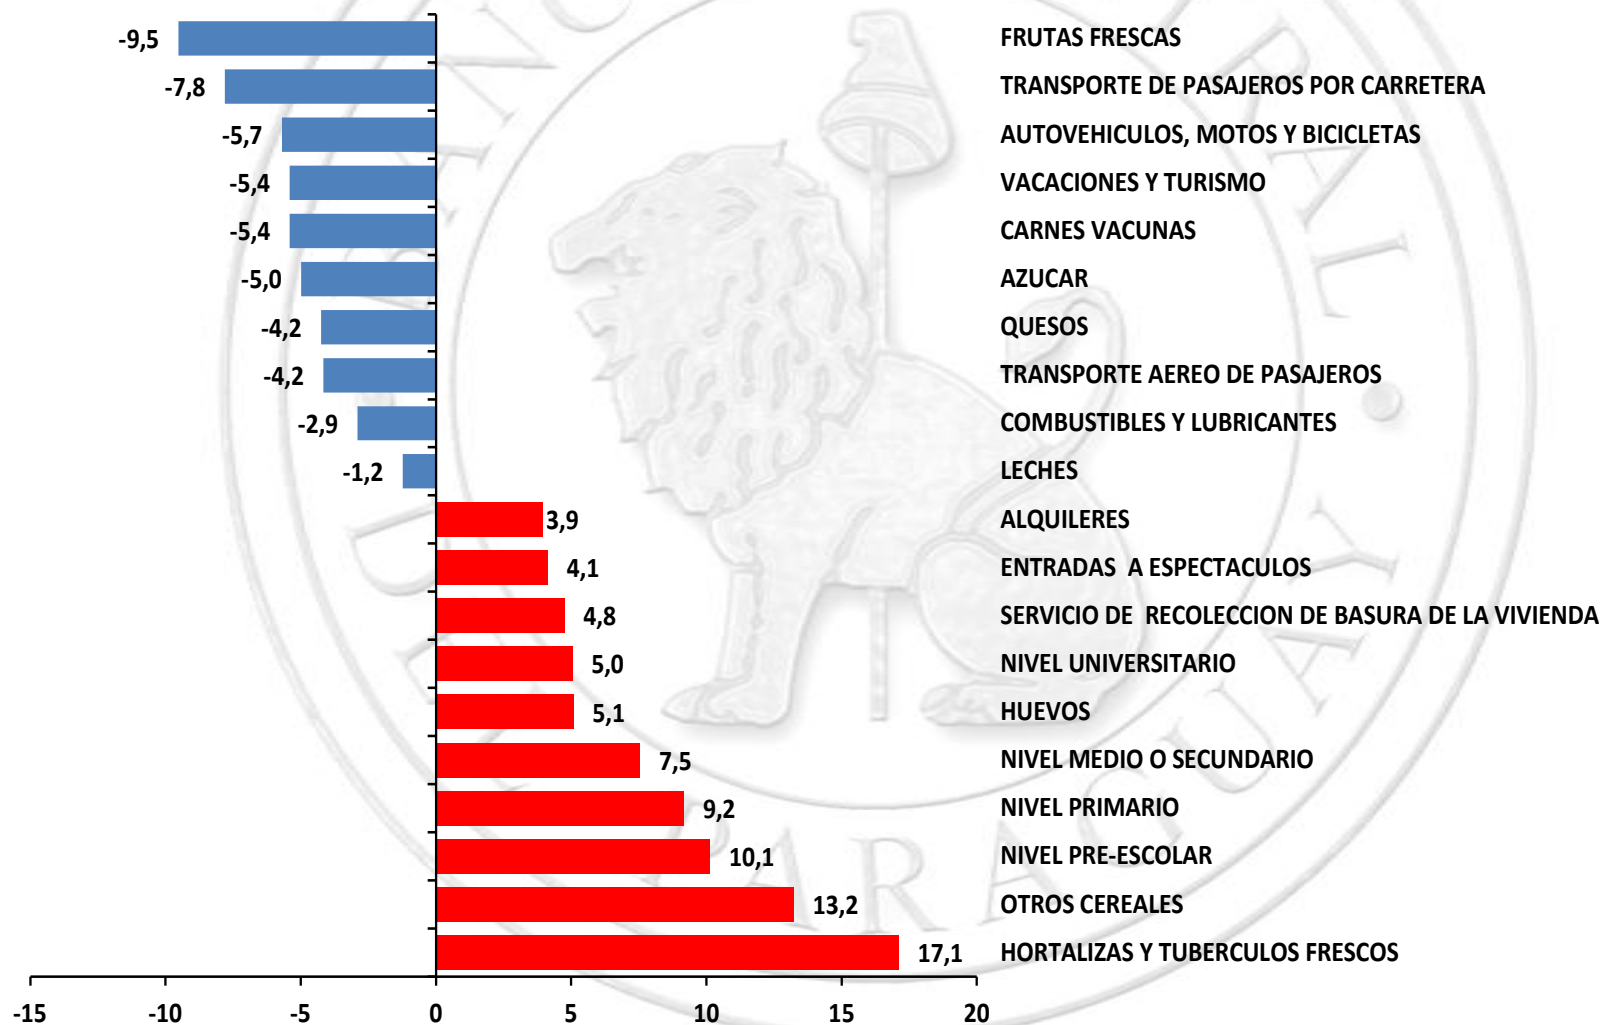 -9,5 FRUTAS FRESCAS
-7,8 TRANSPORTE DE PASAJEROS POR CARRETERA
-5,7 AUTOVEHICULOS, MOTOS Y BICICLETAS
-5,4 VACACIONES Y TURISMO
-5,4 CARNES VACUNAS
-5,0 AZUCAR
-4,2 QUESOS
-4,2 TRANSPORTE AEREO DE PASAJEROS
-2,9 COMBUSTIBLES Y LUBRICANTES
-1,2 LECHES
3,9 ALQUILERES
4,1 ENTRADAS A ESPECTACULOS
4,8 SERVICIO DE RECOLECCION DE BASURA DE LA VIVIENDA
5,0 NIVEL UNIVERSITARIO
5,1 HUEVOS
7,5 NIVEL MEDIO O SECUNDARIO
9,2 NIVEL PRIMARIO
10,1 NIVEL PRE-ESCOLAR
13,2 OTROS CEREALES
17,1 HORTALIZAS Y TUBERCULOS FRESCOS
-15 -10 -5 0 5 10 15 20
PARAGUAY